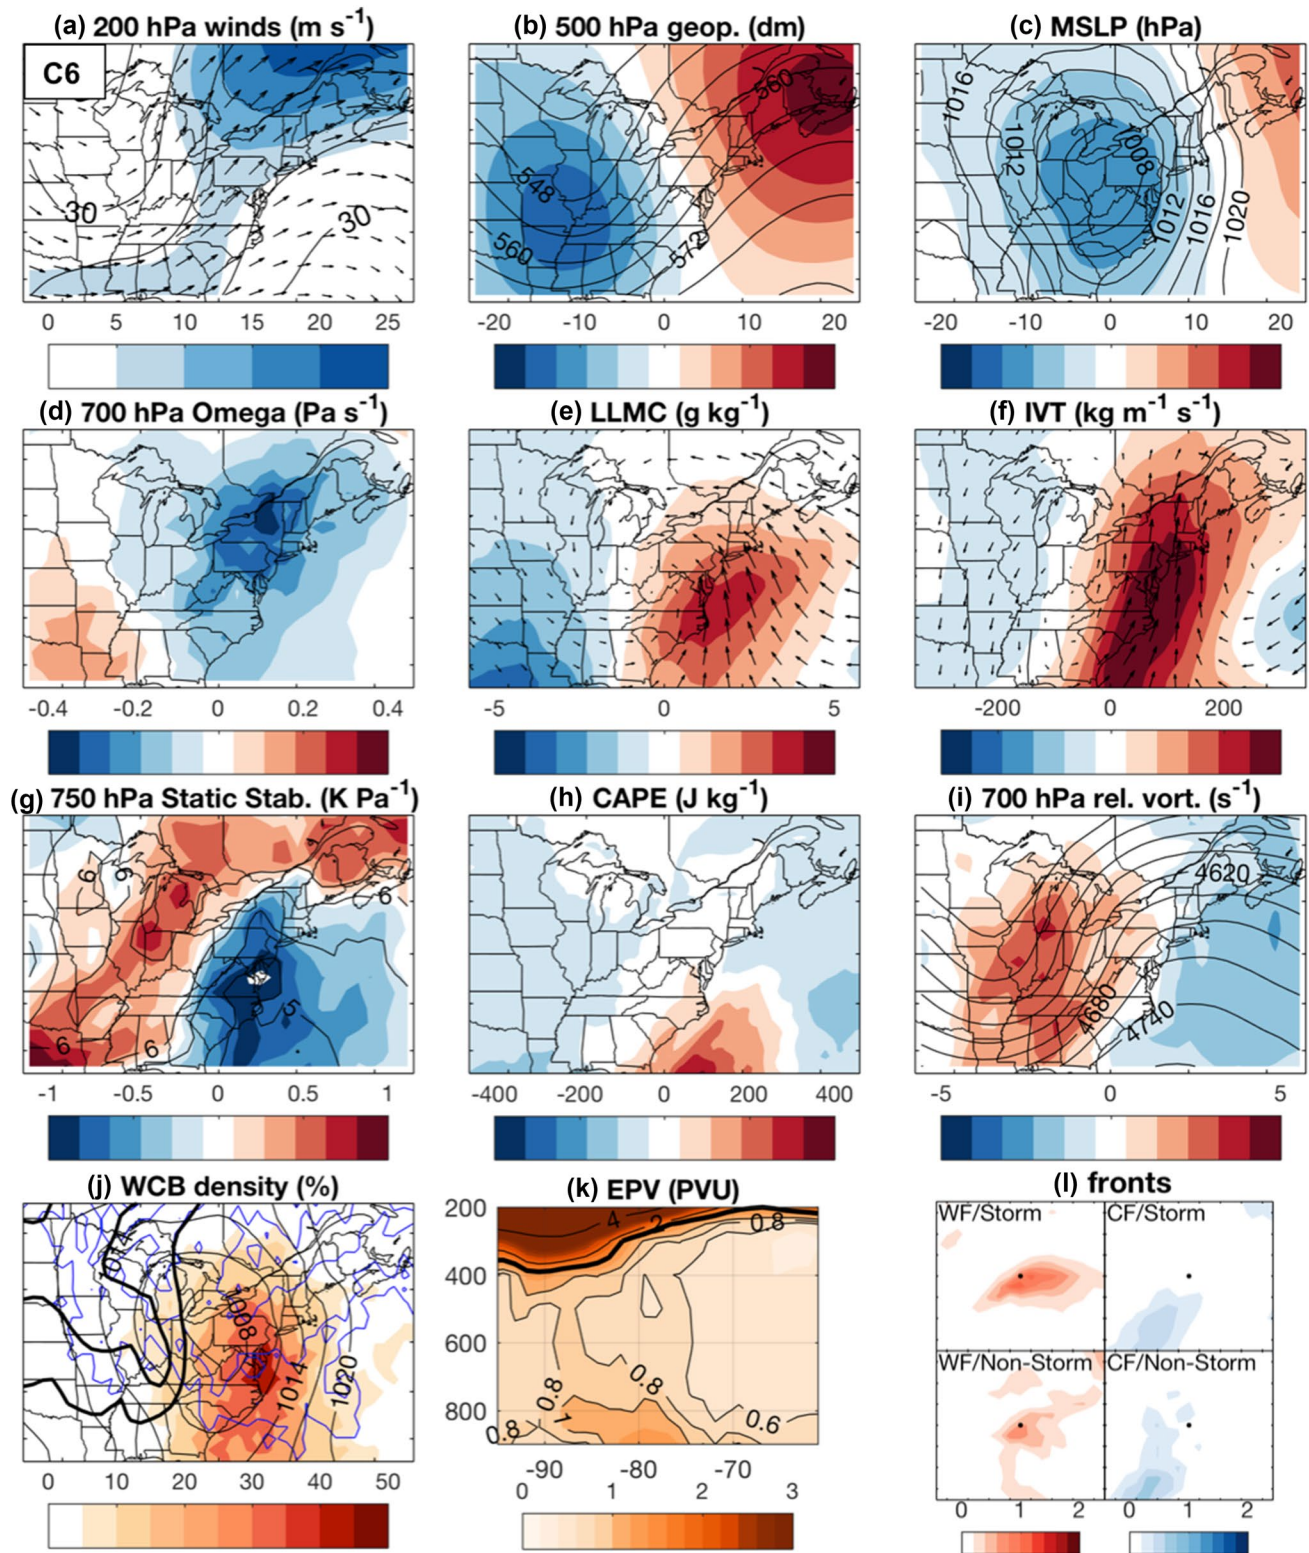 (a) 200 hPa winds (m s-1)
(b) 500 hPa geop. (dm)
(c) MSLP (hPa)
C6
30
30
560
548
560
572
1016
1012
1008
1012
1016
1020
0 5 10 15 20 25
-20 -10 0 10 20
-20 -10 0 10 20
(d) 700 hPa Omega (Pa s-1)
(e) LLMC (g kg-1)
(f) IVT (kg m-1 s-1)
-0.4 -0.2 0 0.2 0.4
-5 0 5
-200 0 200
(g) 750 hPa Static Stab. (K Pa-1)
(h) CAPE (J kg-1)
(i) 700 hPa rel. vort. (s-1)
6
6
6
5
6
6
4620
4680
4740
-1 -0.5 0 0.5 1
-400 -200 0 200 400
-5 0 5
(j) WCB density (%)
(k) EPV (PVU)
(l) fronts
1008
1014
1020
0 10 20 30 40 50
200
400
600
800
4
2
0.8
0.8
0.8
0.8
1
0.6
-90 -80 -70
0 1 2 3
WF/Storm
CF/Storm
WF/Non-Storm
CF/Non-Storm
0 1 2
0 1 2